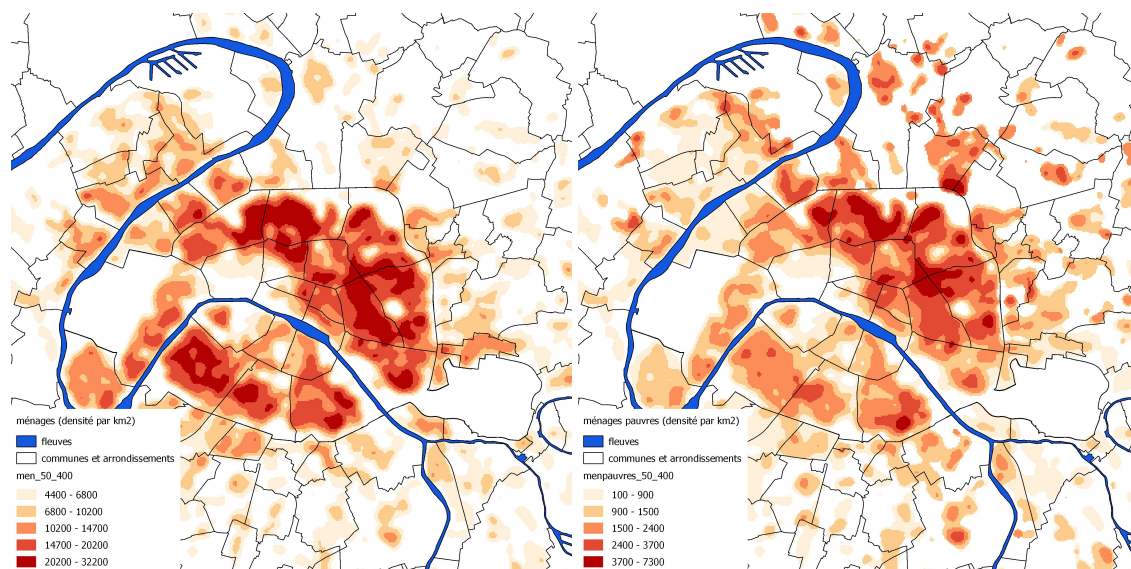 ménages (densité par km2)
fleuves
communes et arrondissements
men_50_400
4400 - 6800
6800 - 10200
10200 - 14700
14700 - 20200
20200 - 32200
ménages pauvres (densité par km2)
fleuves
communes et arrondissements
menpauvres_50_400
100 - 900
900 - 1500
1500 - 2400
2400 - 3700
3700 - 7300